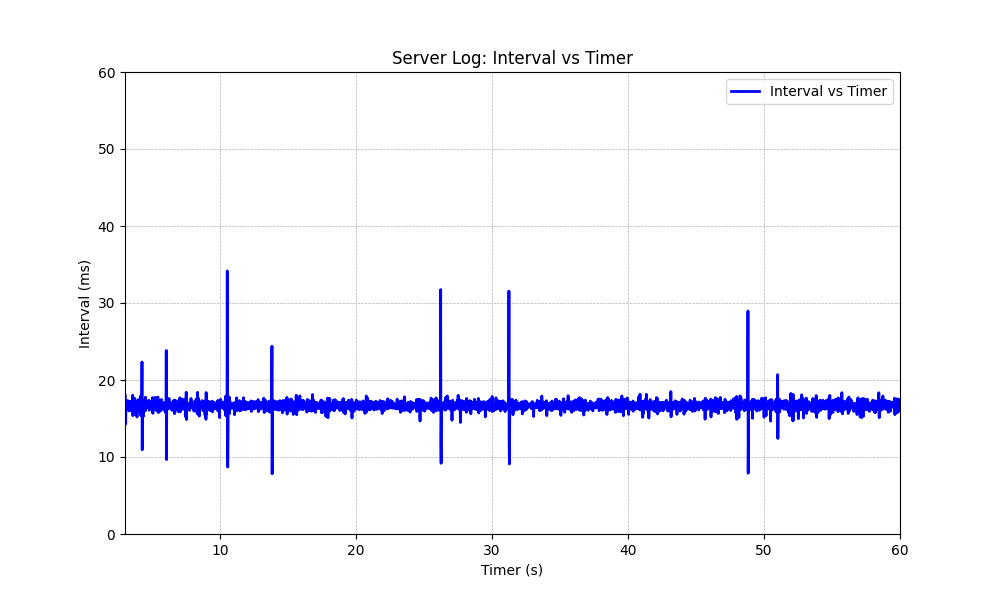 Server Log: Interval vs Timer
Interval vs Timer
60
50
40
30
20
10
0
Interval (ms)
10 20 30 40 50 60
Timer (s)